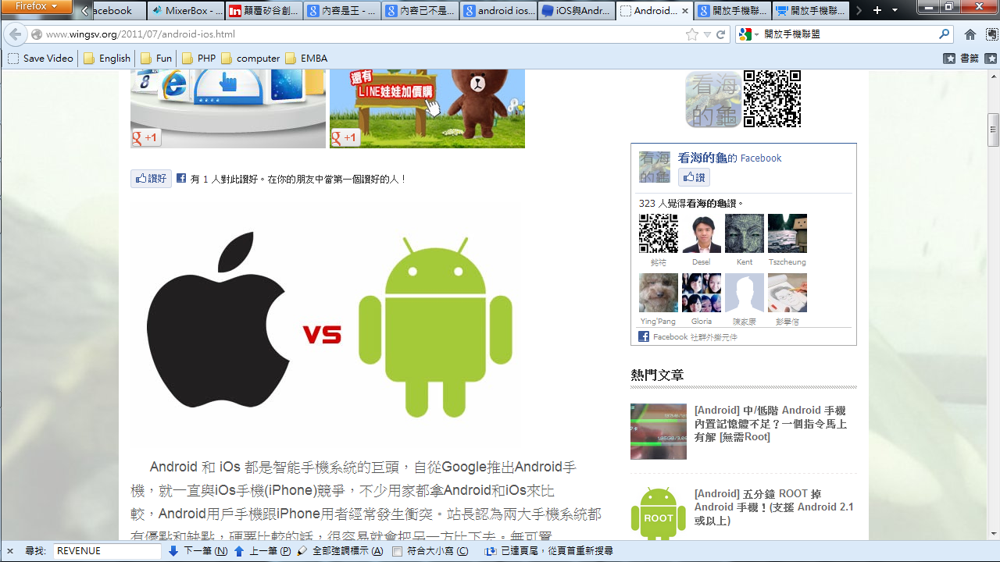 Firefox
acebook
MixerBox -...
顛覆矽谷創...
內容是王 -...
內容已不是...
android ios...
iOS與Andr...
Android...
開放手機聯...
開放手機聯...
www.wingsv.org/2011/07/android-ios.html
開放手機聯盟
Save Video
English
Fun
PHP
computer
EMBA
書籤
8
還有
LINE娃娃加價購
+1
+1
看海
的龜
讚好
有 1 人對此讚好。在你的朋友中當第一個讚好的人！
看海
的龜
看海的龜的 Facebook
讚
323 人覺得看海的龜讚。
銘祐
Desel
Kent
Tszcheung
Ying'Pang
Gloria
陳家康
彭學信
Facebook 社群外掛元件
VS
熱門文章
[Android] 中/低階 Android 手機
內置記憶體不足？一個指令馬上
有解 [無需Root]
[Android] 五分鐘 ROOT 掉
Android 手機！(支援 Android 2.1
或以上)
ROOT
Android 和 iOs 都是智能手機系統的巨頭，自從Google推出Android手
機，就一直與iOs手機(iPhone)競爭，不少用家都拿Android和iOs來比
較，Android用戶手機跟iPhone用者經常發生衝突。站長認為兩大手機系統都
有優點和缺點，硬要比較的話，很容易就會把另一方比下去。無可置
尋找:
REVENUE
下一筆 (N)
上一筆 (P)
全部強調標示 (A)
符合大小寫 (C)
已達頁尾，從頁首重新搜尋